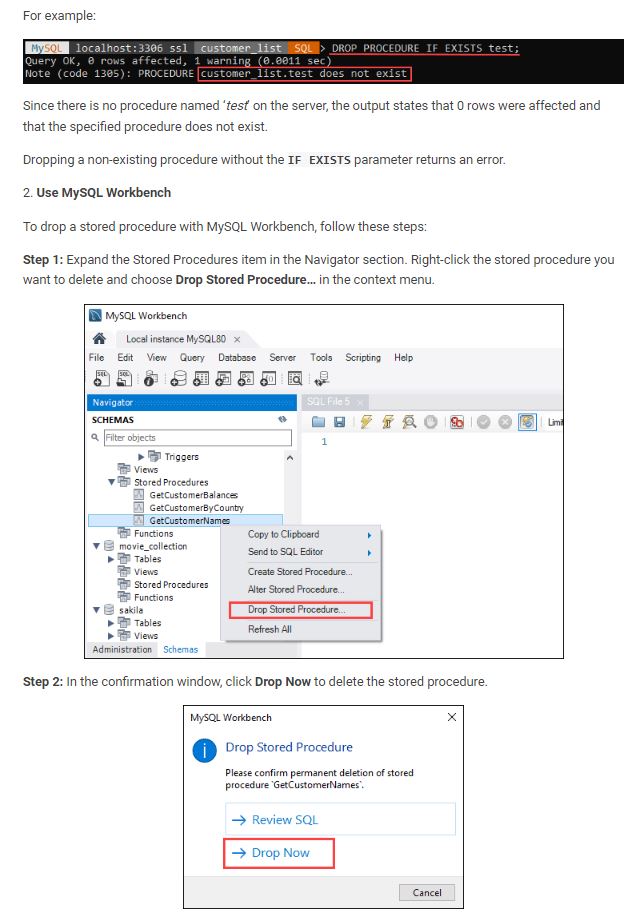 For example:
MySQL localhost:3306 ssl customer_list SQL > DROP PROCEDURE IF EXISTS test;
Query OK, 0 rows affected, 1 warning (0.0011 sec)
Note (code 1305): PROCEDURE customer_list.test does not exist
Since there is no procedure named 'test' on the server, the output states that 0 rows were affected and
that the specified procedure does not exist.
Dropping a non-existing procedure without the IF EXISTS parameter returns an error.
2. Use MySQL Workbench
To drop a stored procedure with MySQL Workbench, follow these steps:
Step 1: Expand the Stored Procedures item in the Navigator section. Right-click the stored procedure you
want to delete and choose Drop Stored Procedure... in the context menu.
MySQL Workbench
Local instance MySQL80 ×
File Edit View Query Database Server Tools Scripting Help
Navigator
SQL File 5 ×
SCHEMAS
Limi
Filter objects
1
Triggers
Views
Stored Procedures
GetCustomerBalances
GetCustomerByCountry
GetCustomerNames
Functions
movie_collection
Tables
Views
Stored Procedures
Functions
sakila
Tables
Views
Copy to Clipboard
Send to SQL Editor
Create Stored Procedure...
Alter Stored Procedure...
Drop Stored Procedure...
Refresh All
Administration Schemas
Step 2: In the confirmation window, click Drop Now to delete the stored procedure.
MySQL Workbench
Drop Stored Procedure
Please confirm permanent deletion of stored
procedure `GetCustomerNames`.
→ Review SQL
→ Drop Now
Cancel